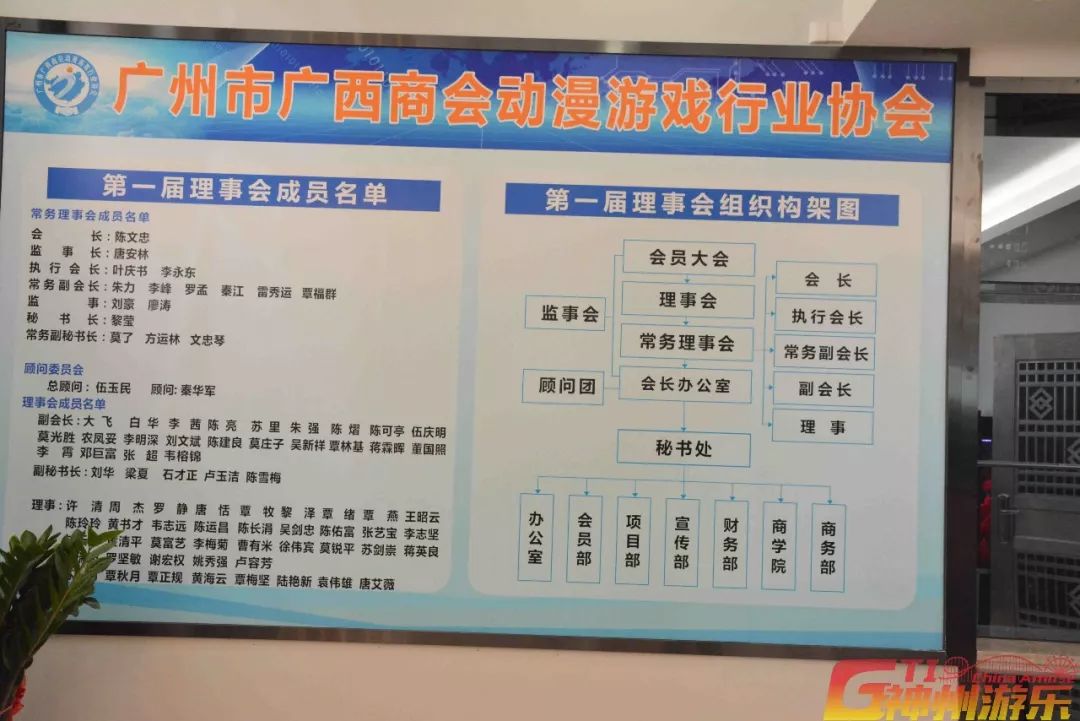 广州市广西商会动漫游戏行业协会
第一届理事会成员名单
常务理事会成员名单
会 长：陈文忠
监 事 长：唐安林
执 行 会 长：叶庆书 李永东
常务副会长：朱力 李峰 罗孟 秦江 雷秀运 覃福群
监 事：刘豪 廖涛
秘 书 长：黎莹
常务副秘书长：莫了 方运林 文忠琴
顾问委员会
总顾问：伍玉民 顾问：秦华军
理事会成员名单
副会长：大 飞 白 华 李 茜 陈 亮 苏 里 朱 强 陈 熠 陈可亭 伍庆明
莫光胜 农凤妥 李明深 刘文斌 陈建良 莫庄子 吴新祥 覃林基 蒋霖晖 董国照
李 霄 邓巨富 张 超 韦榕锦
副秘书长：刘华 梁夏 石才正 卢玉洁 陈雪梅
理事：许 清 周 杰 罗 静 唐 恬 覃 牧 黎 泽 覃 绪 覃 燕 王昭云
陈玲玲 黄书才 韦志远 陈运昌 陈长涓 吴剑忠 陈佑富 张艺宝 李志坚
清平 莫富艺 李梅菊 曹有米 徐伟宾 莫锐平 苏剑崇 蒋英良
罗坚敏 谢宏权 姚秀强 卢容芳
覃秋月 覃正规 黄海云 覃梅坚 陆艳新 袁伟雄 唐艾薇
第一届理事会组织构架图
会员大会
理事会
监事会
常务理事会
顾问团
会长办公室
会 长
执行会长
常务副会长
副会长
理 事
秘书处
办公室
会员部
项目部
宣传部
财务部
商学院
商务部
GTI
China Amuse
神州游乐